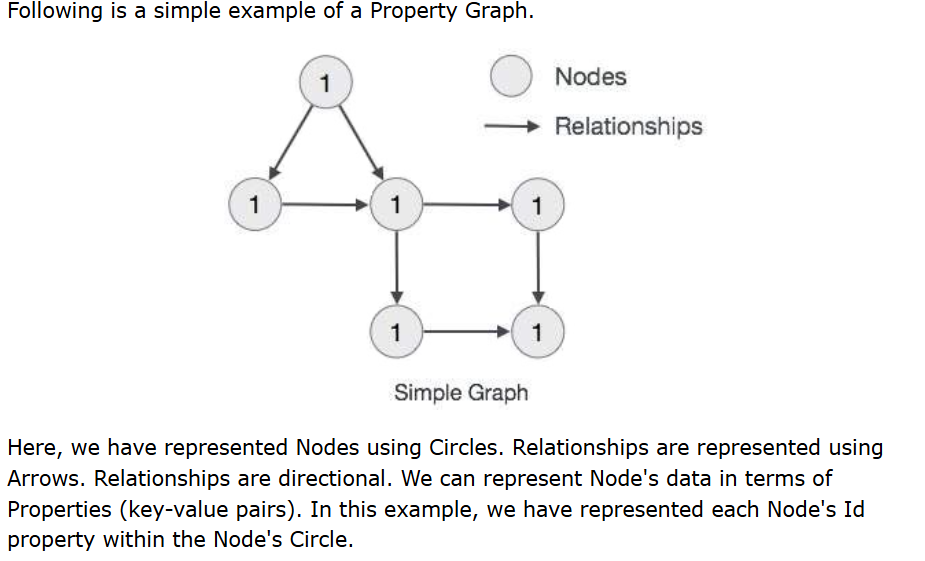 Following is a simple example of a Property Graph.
1
Nodes
Relationships
1 1 1
1 1
Simple Graph
Here, we have represented Nodes using Circles. Relationships are represented using
Arrows. Relationships are directional. We can represent Node's data in terms of
Properties (key-value pairs). In this example, we have represented each Node's Id
property within the Node's Circle.